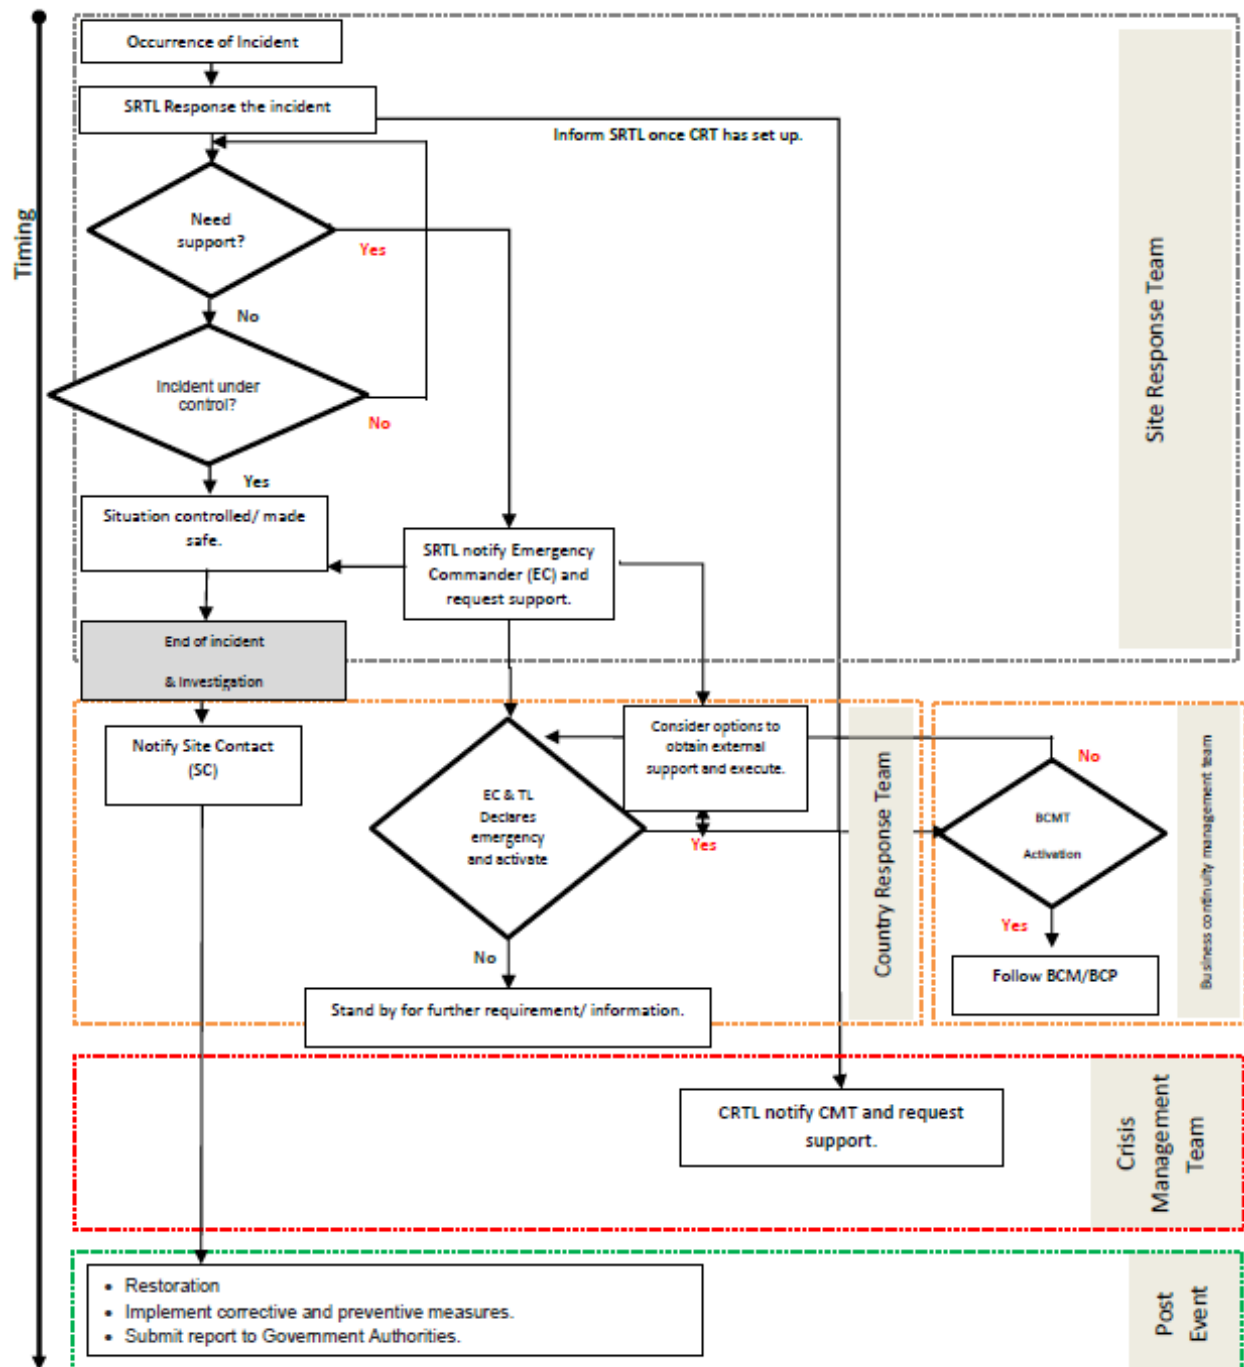 Occurrence of Incident
SRTL Response the incident
Inform SRTL once CRT has set up.
Timing
Need
support?
Yes
No
Incident under
control?
No
Yes
Situation controlled/ made
safe.
SRTL notify Emergency
Commander (EC) and
request support.
Site Response Team
End of incident
& Investigation
Notify Site Contact
(SC)
Consider options to
obtain external
support and execute.
EC & TL
Declares
emergency
and activate
Yes
No
Stand by for further requirement/ information.
Country Response Team
No
BCMT
Activation
Yes
Follow BCM/BCP
Business continuity management team
CRTL notify CMT and request
support.
Crisis
Management
Team
• Restoration
• Implement corrective and preventive measures.
• Submit report to Government Authorities.
Post
Event